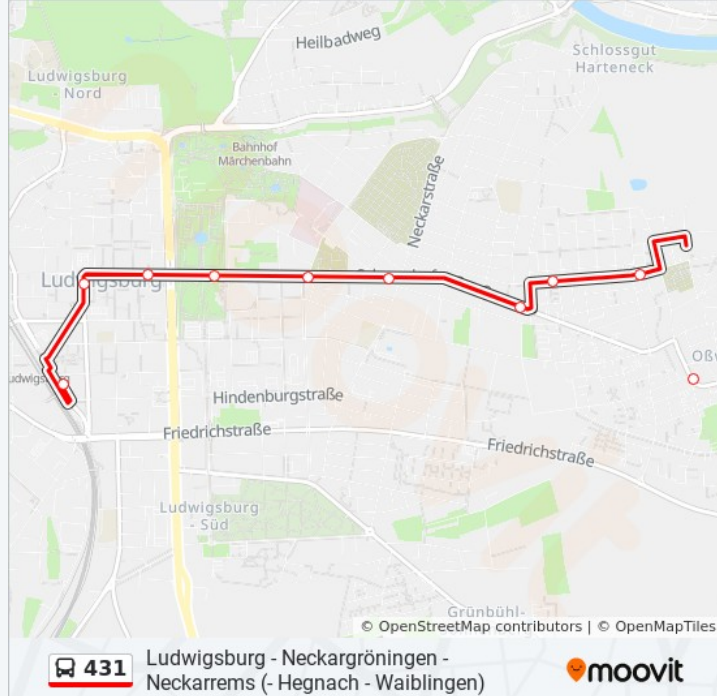 Heilbadweg
Schlossgut
Harteneck
Ludwigsburg
- Nord
Bahnhof
Märchenbahn
Neckarstraße
Ludwigsburg
Hindenburgstraße
Friedrichstraße
Friedrichstraße
Ludwigsburg
- Süd
Grünbühl-
© OpenStreetMap contributors | © OpenMapTiles
431
Ludwigsburg - Neckargröningen -
Neckarrems (- Hegnach - Waiblingen)
moovit